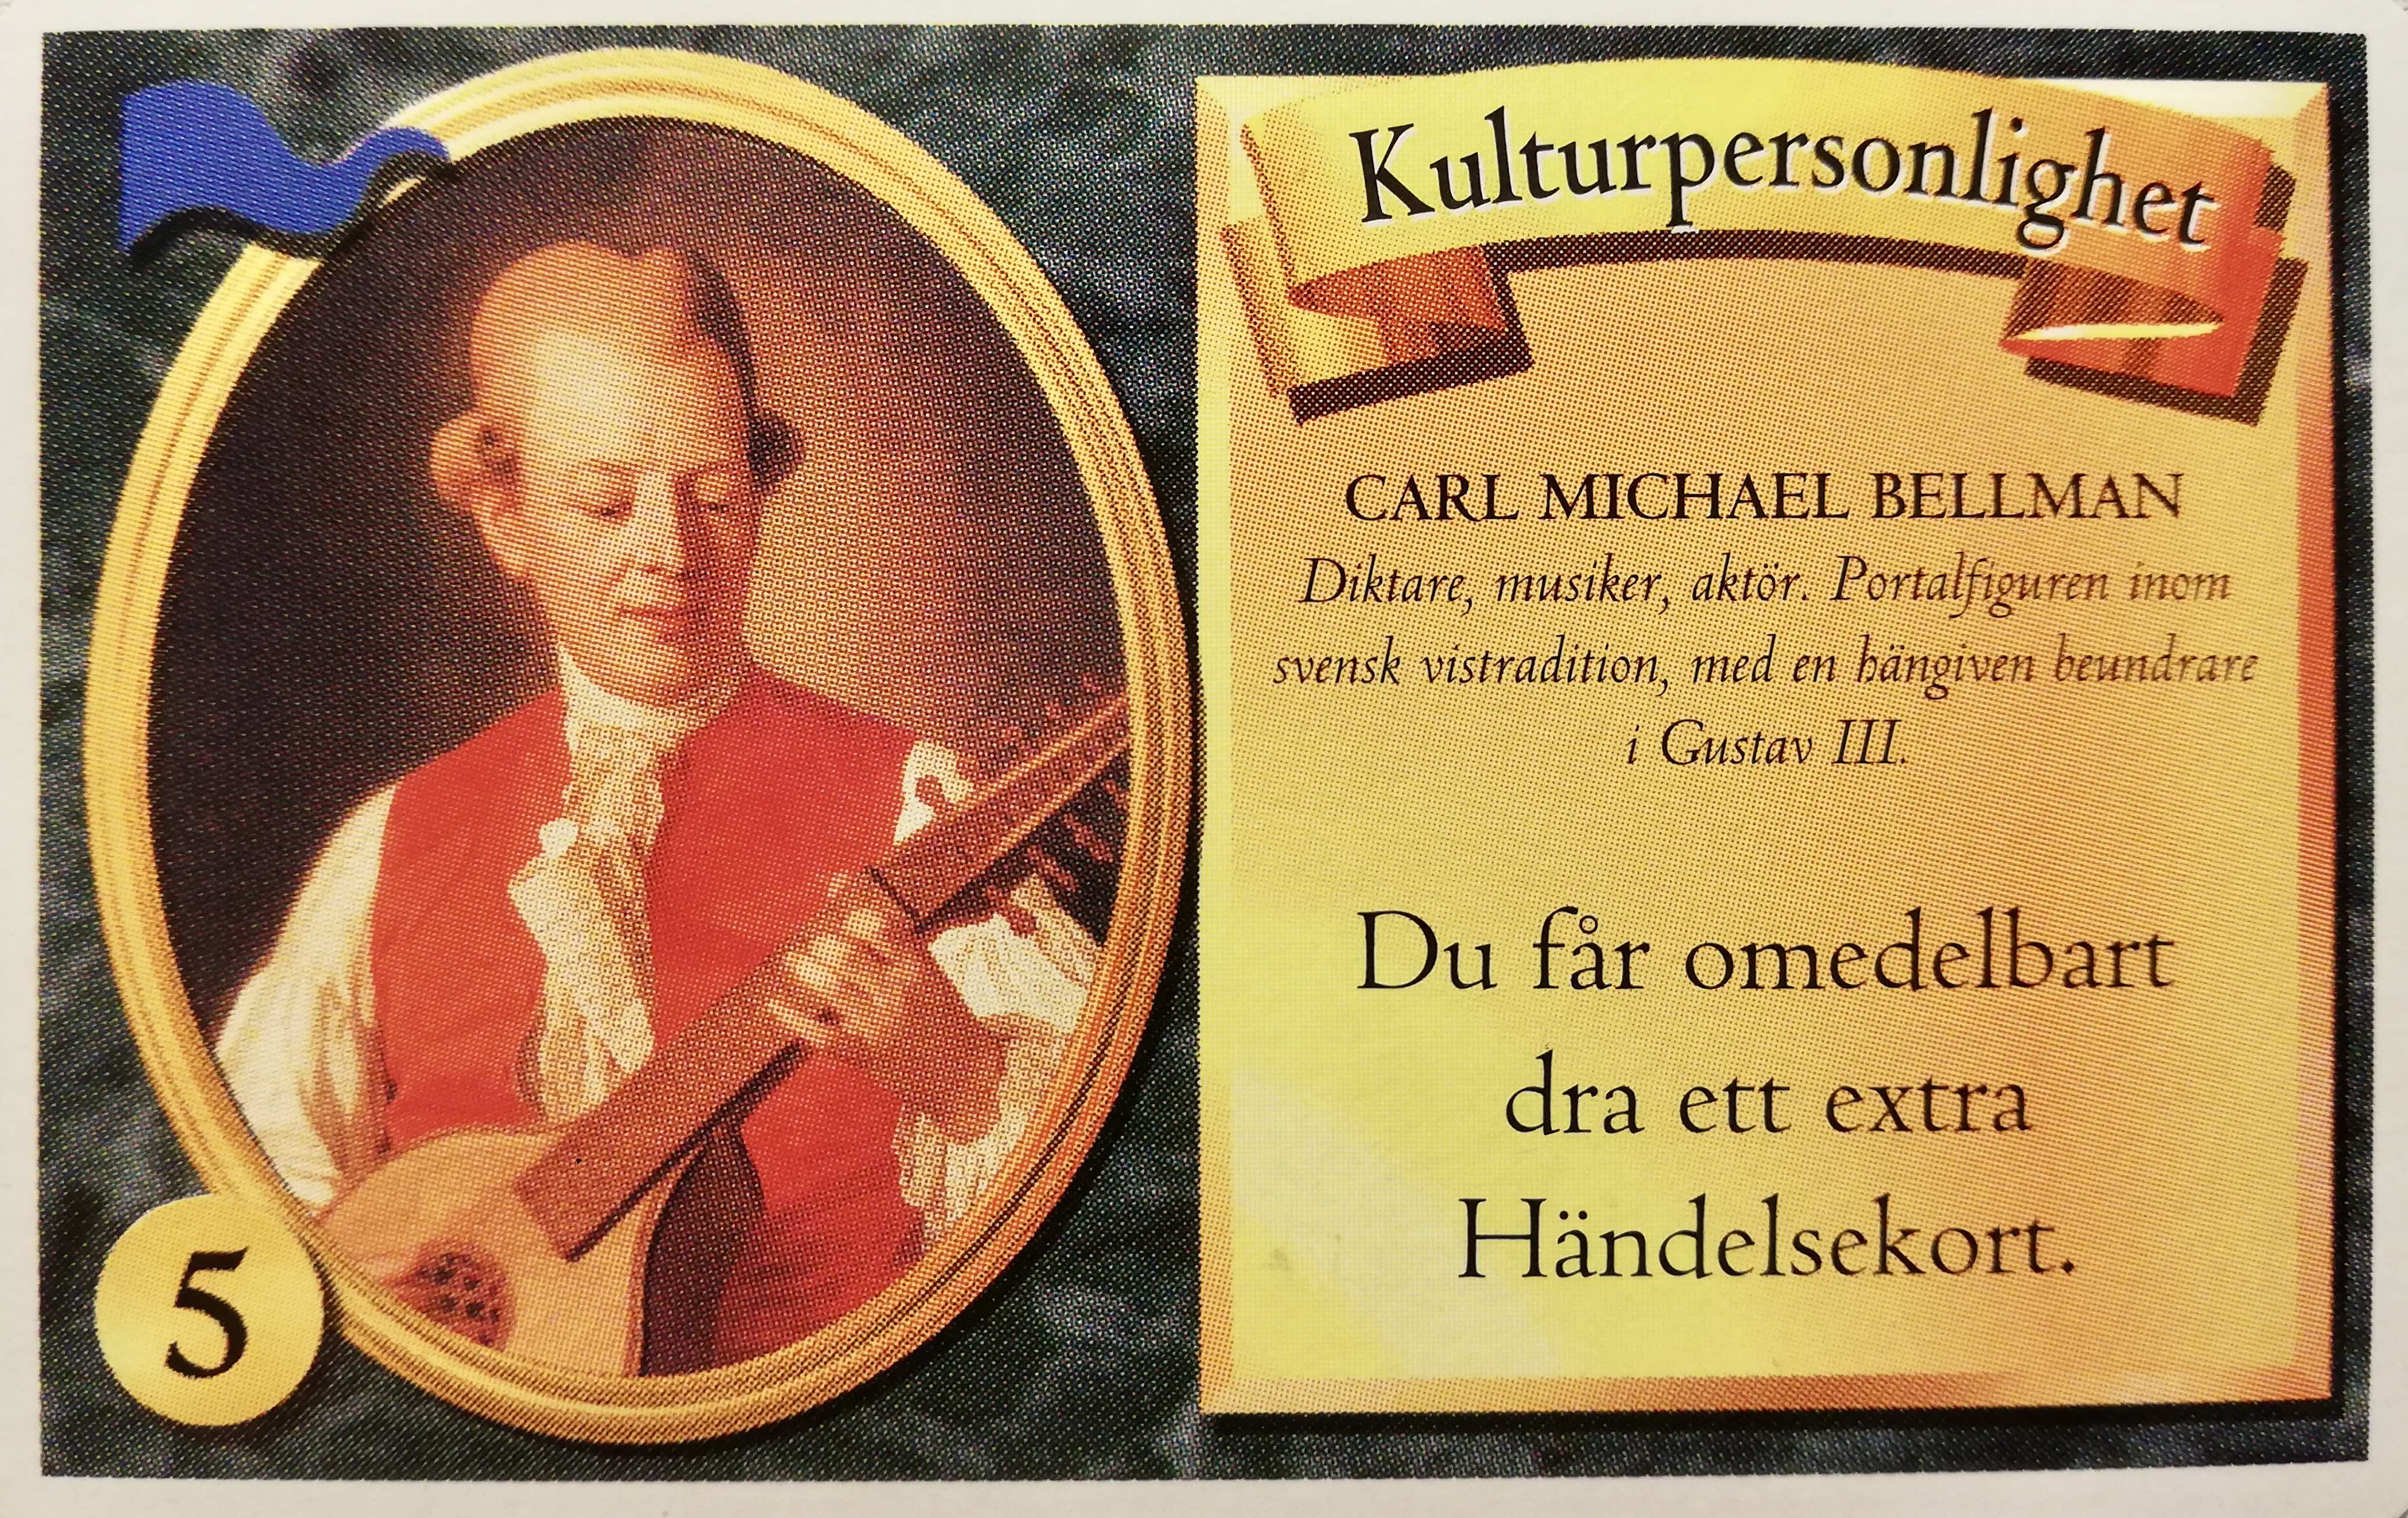 Kulturpersonlighet
CARL MICHAEL BELLMAN
Diktare, musiker, aktör. Portalfiguren inom
svensk vistradition, med en hängiven beundrare
i Gustav III.
Du får omedelbart
dra ett extra
Händelsekort.
5